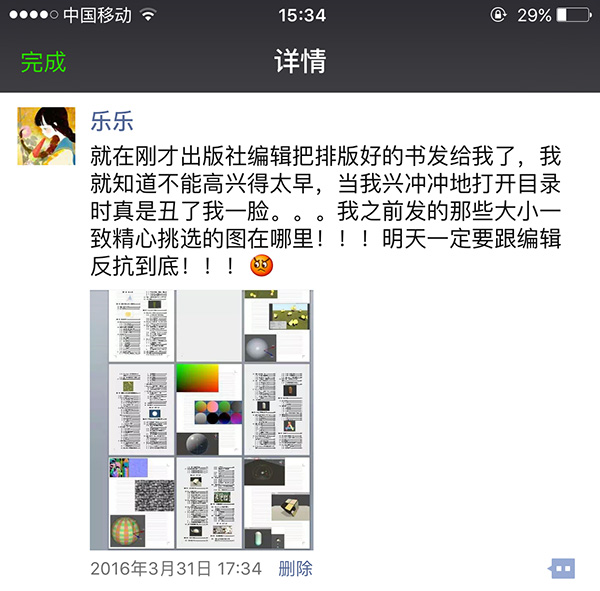 中国移动 15:34 29%
完成 详情
乐乐
就在刚才出版社编辑把排版好的书发给我了，我
就知道不能高兴得太早，当我兴冲冲地打开目录
时真是丑了我一脸。。。我之前发的那些大小一
致精心挑选的图在哪里！！！明天一定要跟编辑
反抗到底！！！
2016年3月31日 17:34 删除